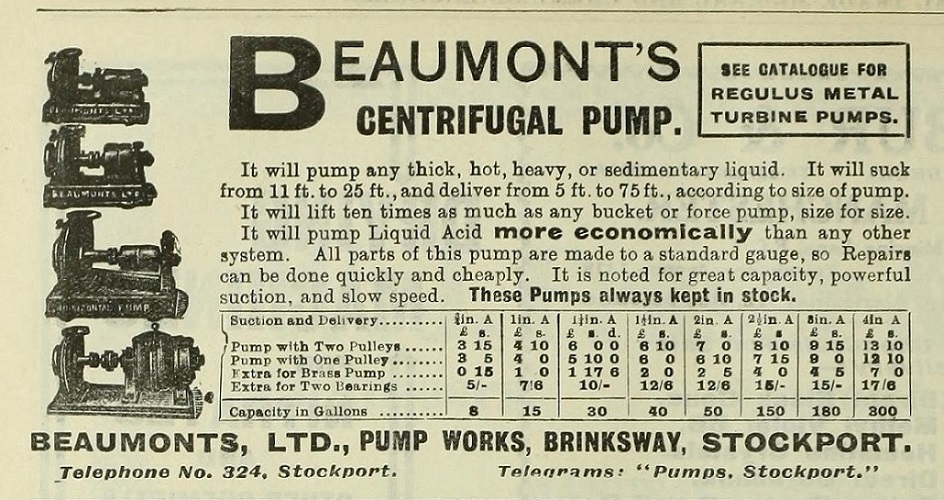 BEAUMONT'S
CENTRIFUGAL PUMP.
SEE CATALOGUE FOR
REGULUS METAL
TURBINE PUMPS.
It will pump any thick, hot, heavy, or sedimentary liquid. It will suck
from 11 ft. to 25 ft., and deliver from 5 ft. to 75 ft., according to size of pump.
It will lift ten times as much as any bucket or force pump, size for size.
It will pump Liquid Acid more economically than any other
system. All parts of this pump are made to a standard gauge, so Repairs
can be done quickly and cheaply. It is noted for great capacity, powerful
suction, and slow speed. These Pumps always kept in stock.
Suction and Delivery.......... in. A 1in. A in. A in. A 2in. A 2½in. A 3in. A 4in A
£ s. £ s. £ s d. £ s. £ s. £ s £ s. £ s.
Pump with Two Pulleys...... 3 15 4 10 6 0 0 6 10 7 0 8 10 9 15 13 10
Pump with One Pulley....... 3 5 4 0 5 10 0 6 0 6 10 7 15 9 0 12 10
Extra for Brass Pump ....... 0 15 1 0 1 17 6 2 0 2 5 4 0 4 5 7 0
Extra for Two Bearings ....... 5/- 7/6 10/- 12/6 12/6 15/- 15/- 17/6
Capacity in Gallons .......... 8 15 30 40 50 150 180 300
BEAUMONTS LTD.
HORIZONTAL PUMP
BEAUMONTS, LTD., PUMP WORKS, BRINKSWAY, STOCKPORT.
Telephone No. 324, Stockport. Telegrams: "Pumps, Stockport."